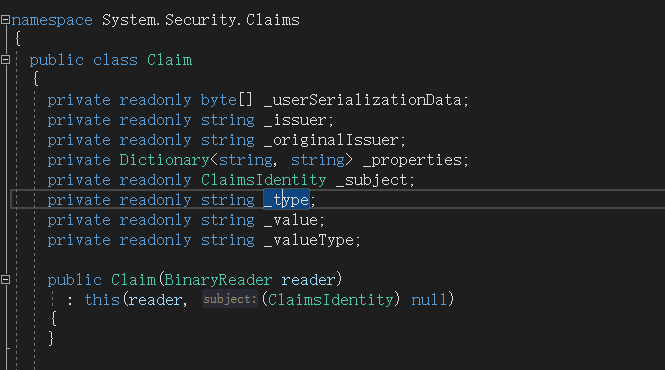 namespace System.Security.Claims
{
public class Claim
{
private readonly byte[] _userSerializationData;
private readonly string _issuer;
private readonly string _originalIssuer;
private Dictionary<string, string> _properties;
private readonly ClaimsIdentity _subject;
private readonly string _type;
private readonly string _value;
private readonly string _valueType;
public Claim(BinaryReader reader)
: this(reader, subject:(ClaimsIdentity) null)
{
}